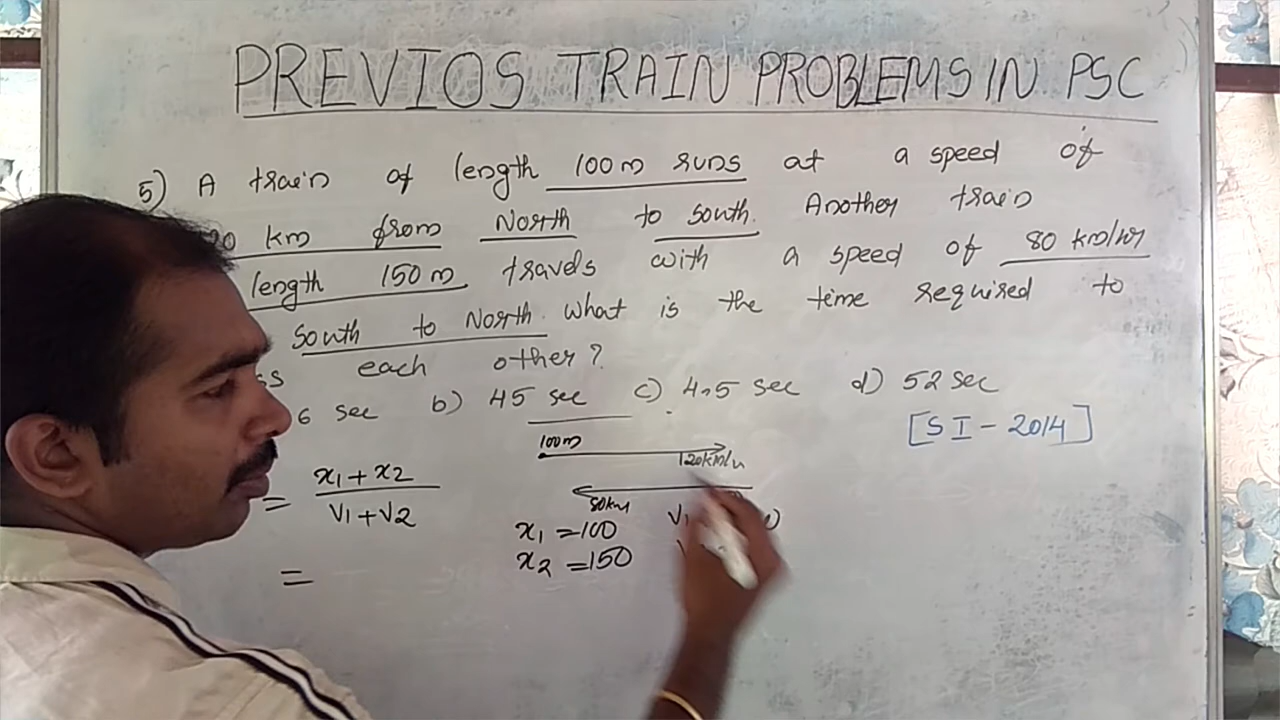 PREVIOS TRAIN PROBLEMS IN PSC
5) A train of length 100m runs at a speed of
km from North to South. Another train
length 150m travels with a speed of 80 km/hr
South to North. What is the time required to
each other?
6 sec b) 45 sec c) 4.5 sec d) 52 sec
[SI - 2014]
100m
120km/h
80km
= x1 + x2
V1 + V2
x1 = 100
x2 = 150
=